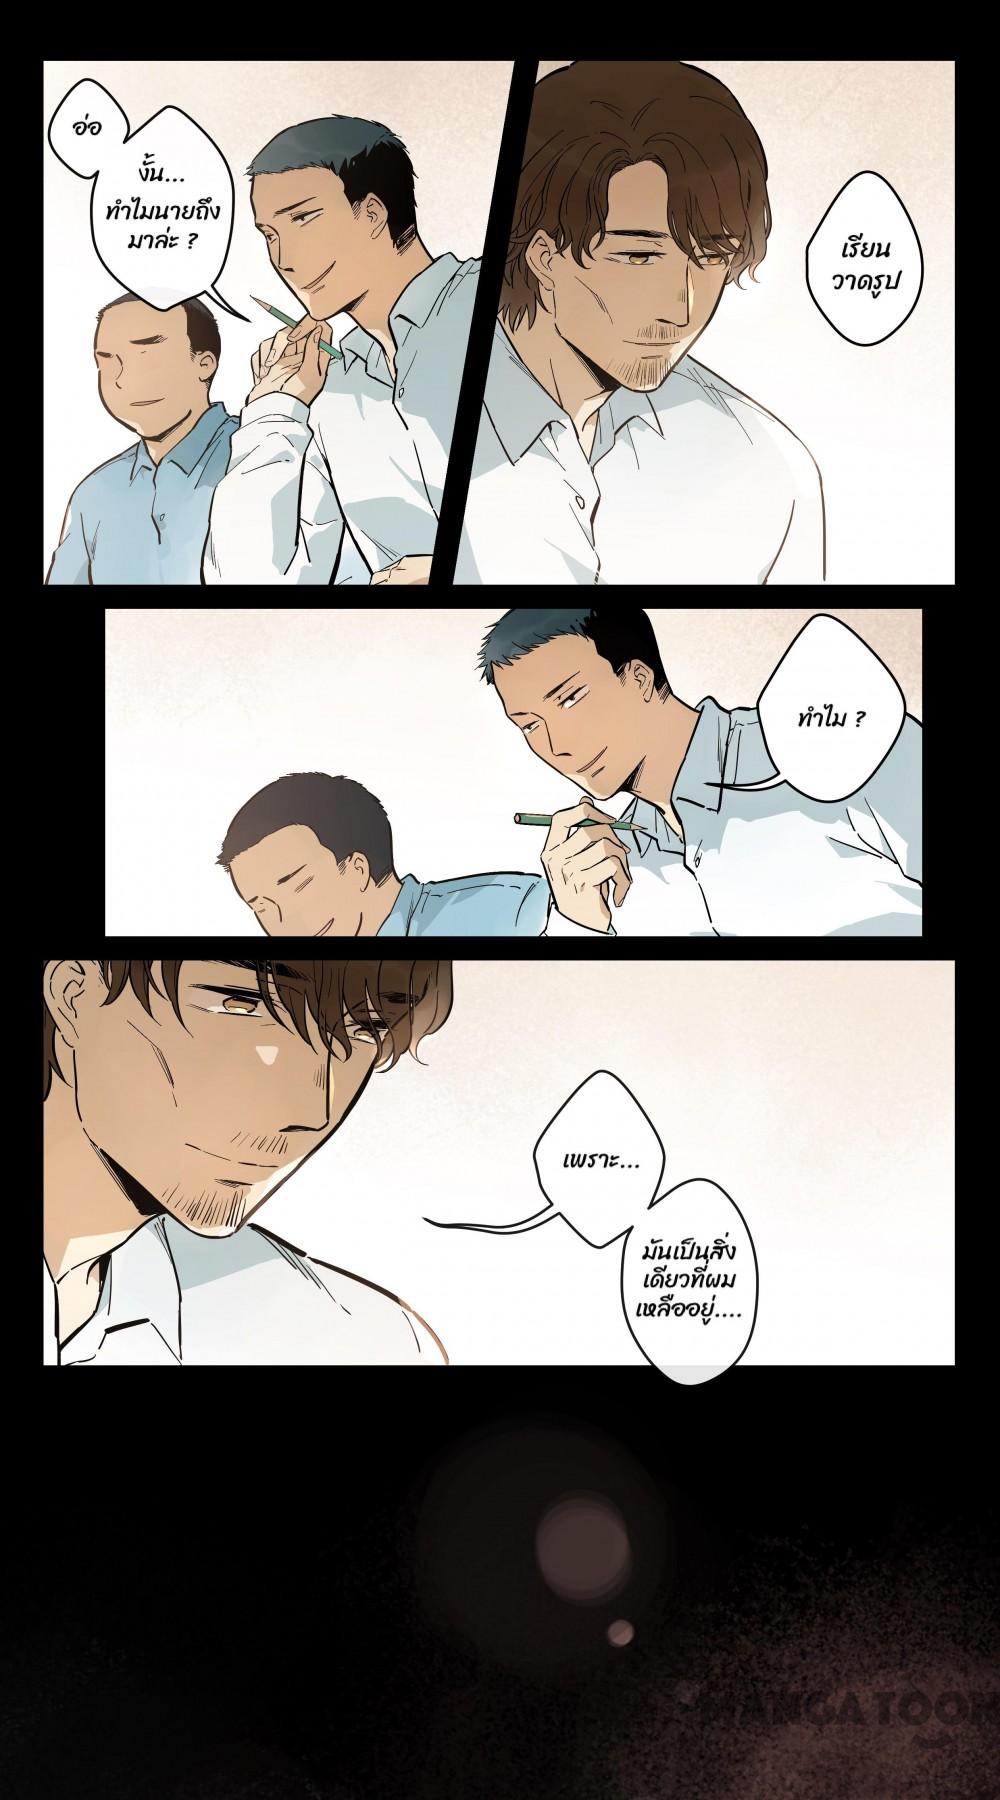 อ่อ
งั้น...
ทำไมนายถึง
มาล่ะ ?
เรียน
วาดรูป
ทำไม ?
เพราะ...
มันเป็นสิ่ง
เดียวที่ผม
เหลืออยู่....
MANGATOON